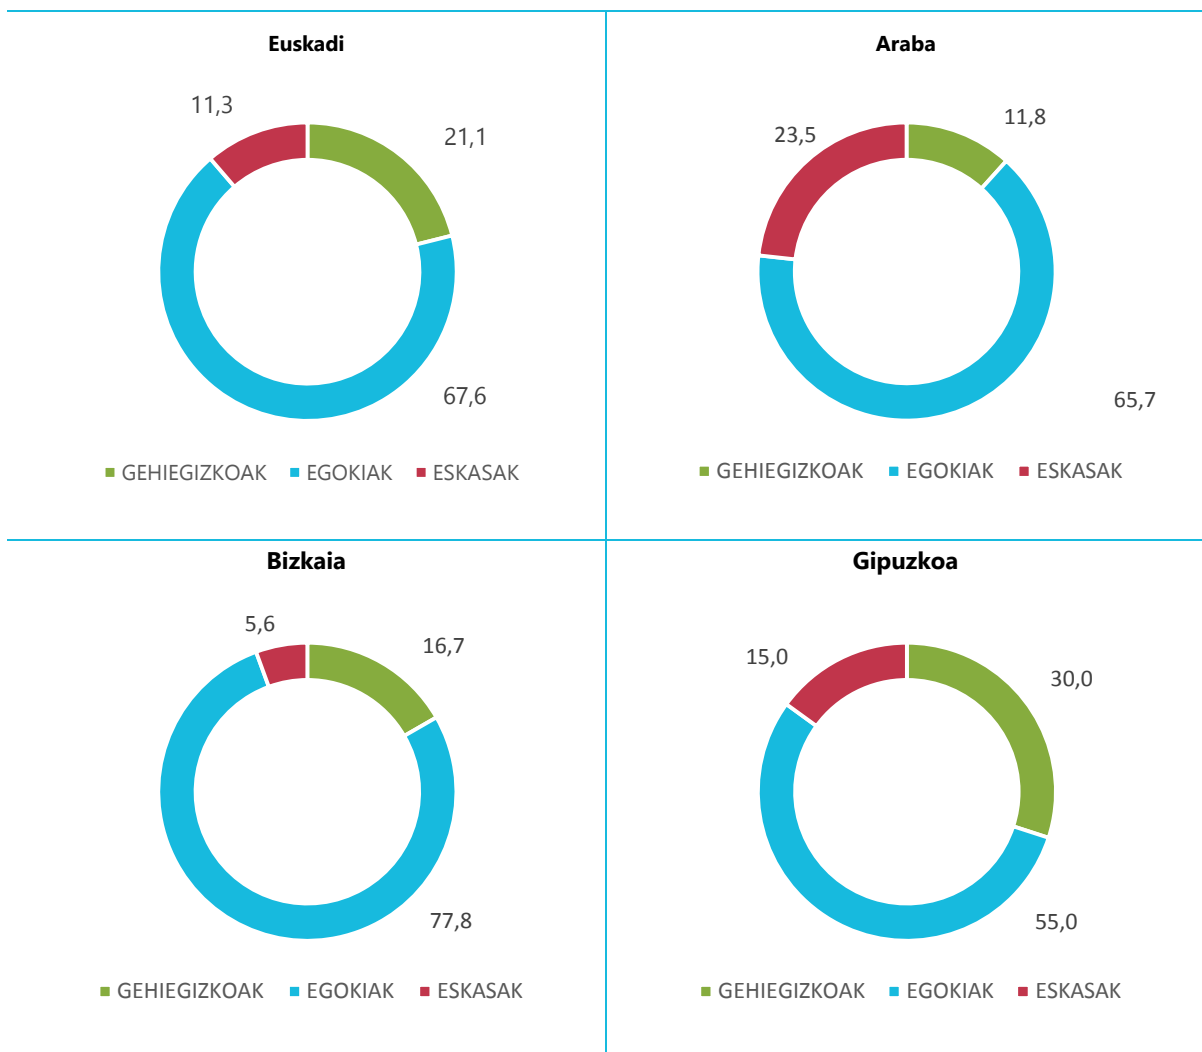 Euskadi
11,3
21,1
67,6
GEHIEGIZKOAK EGOKIAK ESKASAK
Araba
23,5
11,8
65,7
GEHIEGIZKOAK EGOKIAK ESKASAK
Bizkaia
5,6
16,7
77,8
GEHIEGIZKOAK EGOKIAK ESKASAK
Gipuzkoa
15,0
30,0
55,0
GEHIEGIZKOAK EGOKIAK ESKASAK